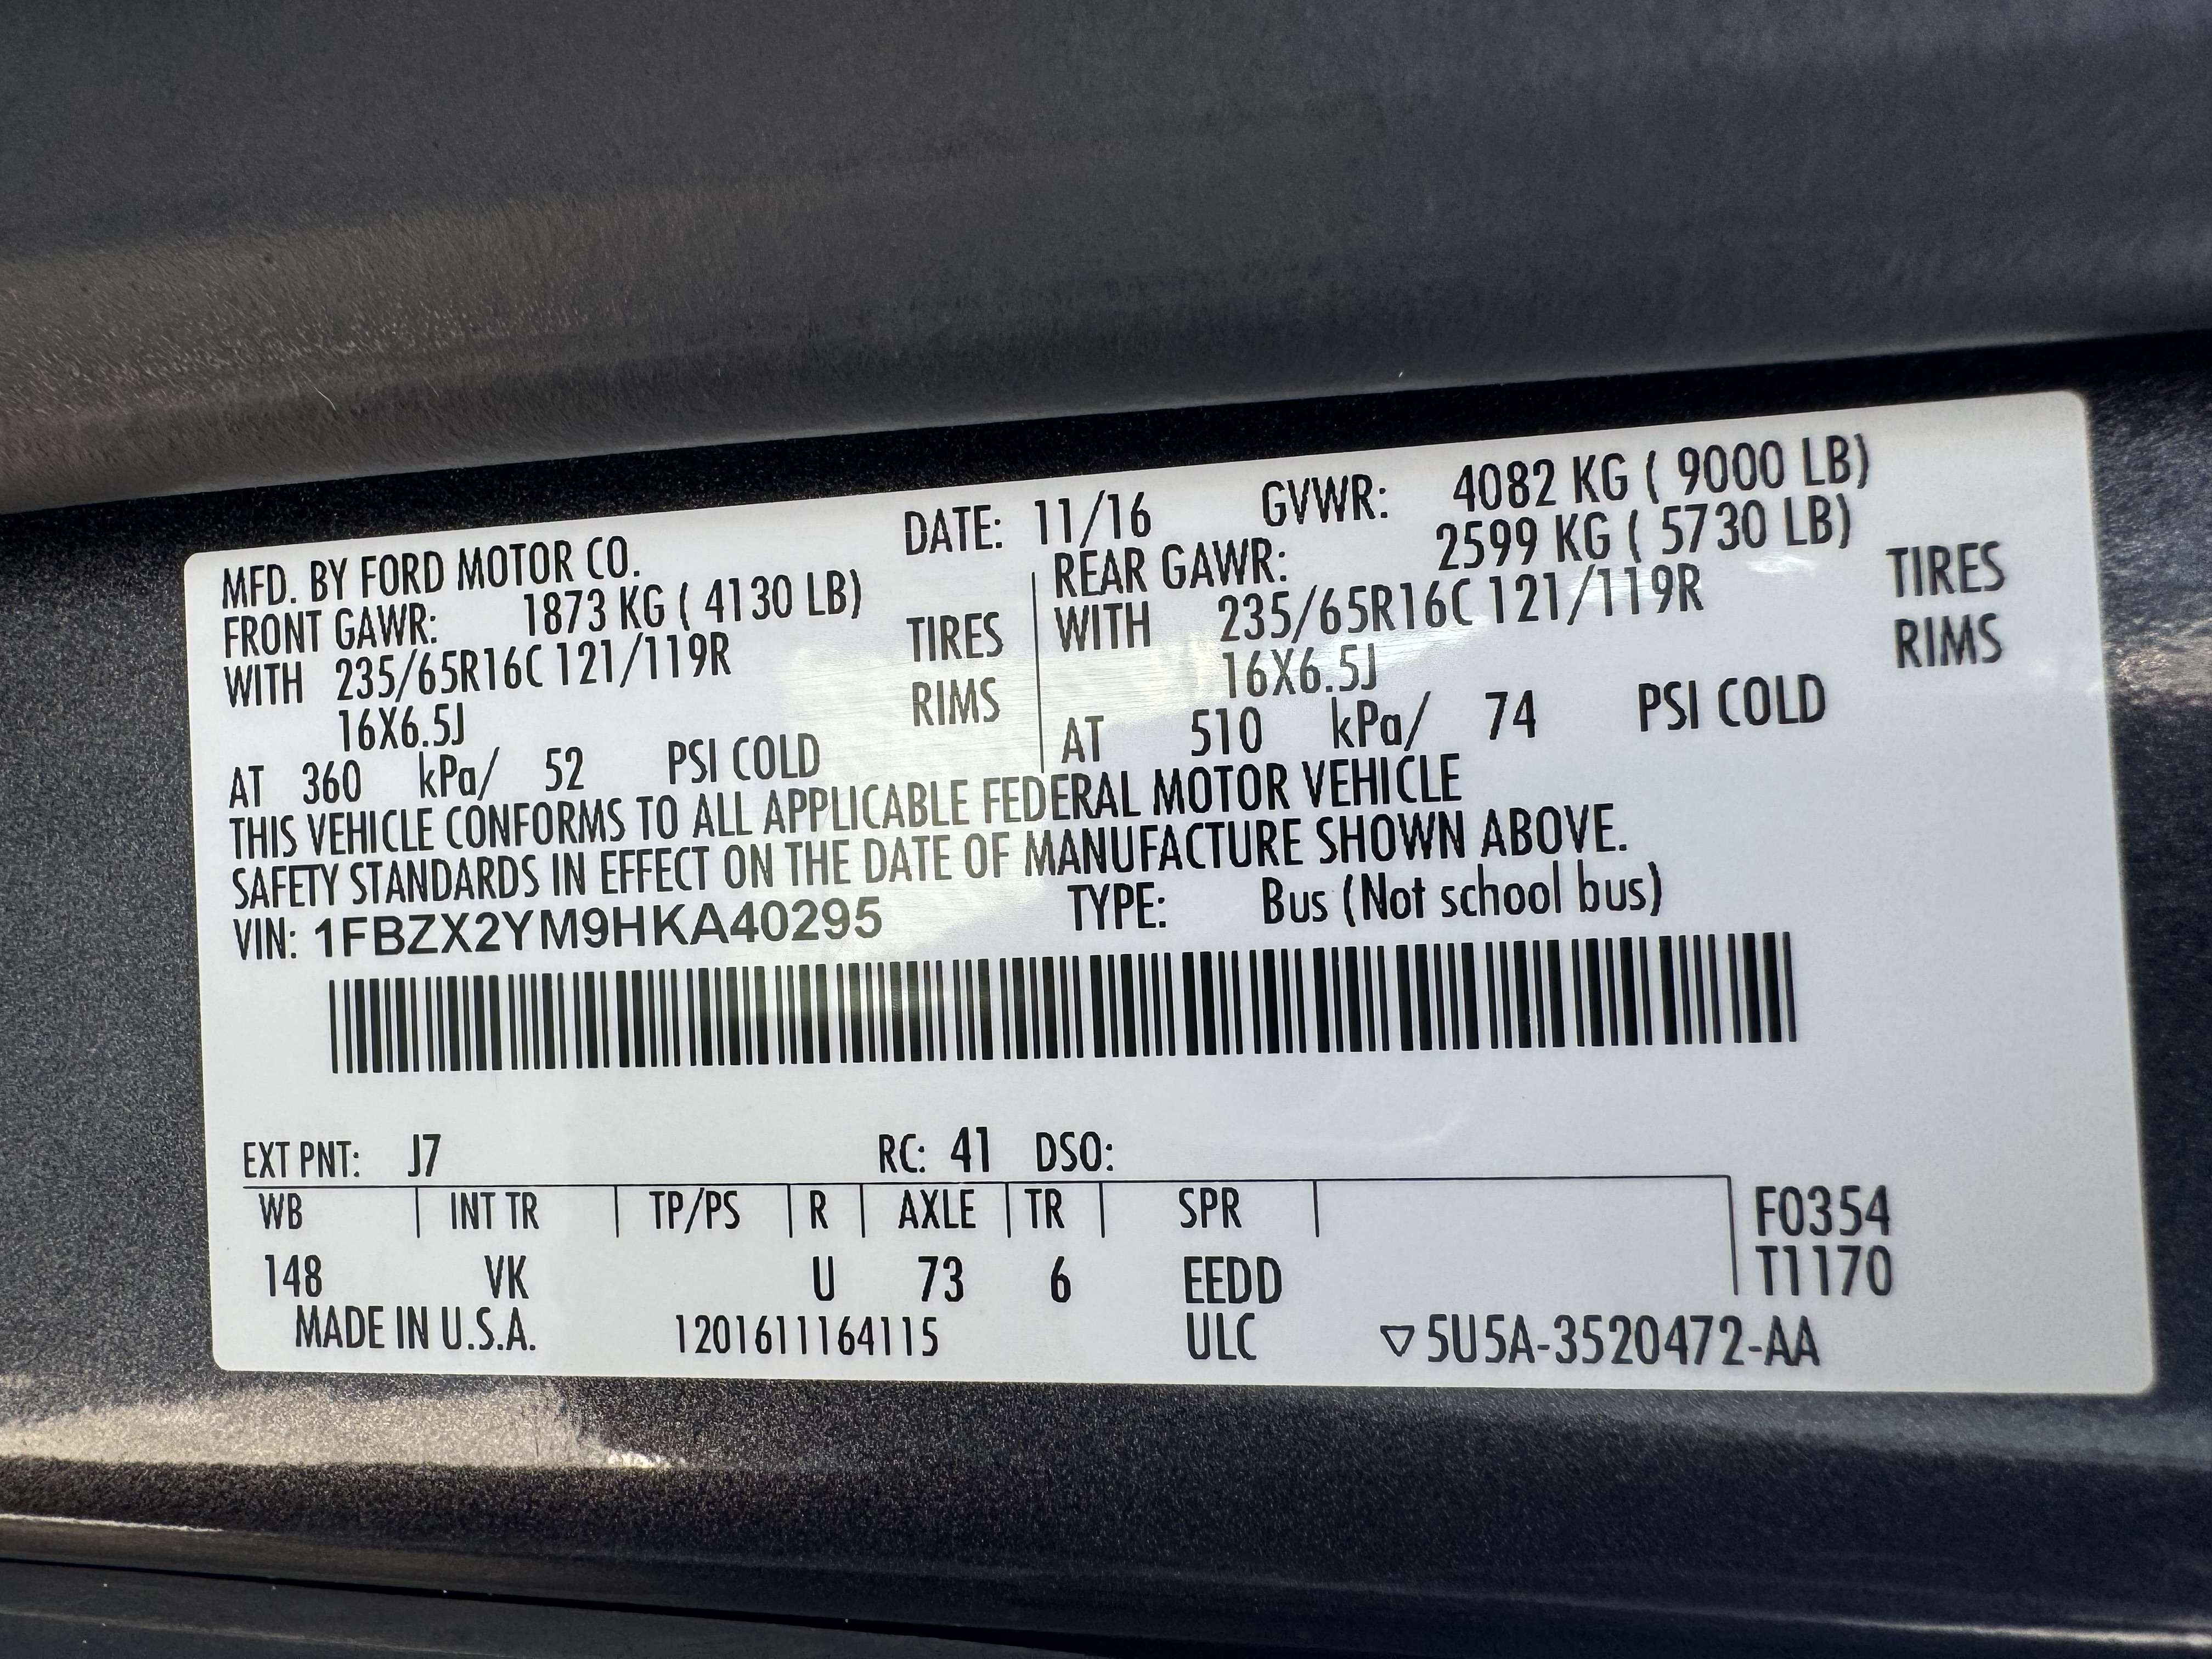 MFD. BY FORD MOTOR CO. DATE: 11/16 GVWR: 4082 KG ( 9000 LB)
FRONT GAWR: 1873 KG ( 4130 LB) REAR GAWR: 2599 KG ( 5730 LB)
WITH 235/65R16C 121/119R TIRES WITH 235/65R16C 121/119R TIRES
16X6.5J RIMS 16X6.5J RIMS
AT 360 kPa/ 52 PSI COLD AT 510 kPa/ 74 PSI COLD
THIS VEHICLE CONFORMS TO ALL APPLICABLE FEDERAL MOTOR VEHICLE
SAFETY STANDARDS IN EFFECT ON THE DATE OF MANUFACTURE SHOWN ABOVE.
VIN: 1FBZX2YM9HKA40295 TYPE: Bus (Not school bus)
EXT PNT: J7 RC: 41 DSO:
WB INT TR TP/PS R AXLE TR SPR F0354
148 VK U 73 6 EEDD T1170
MADE IN U.S.A. 1201611164115 ULC ▽5U5A-3520472-AA